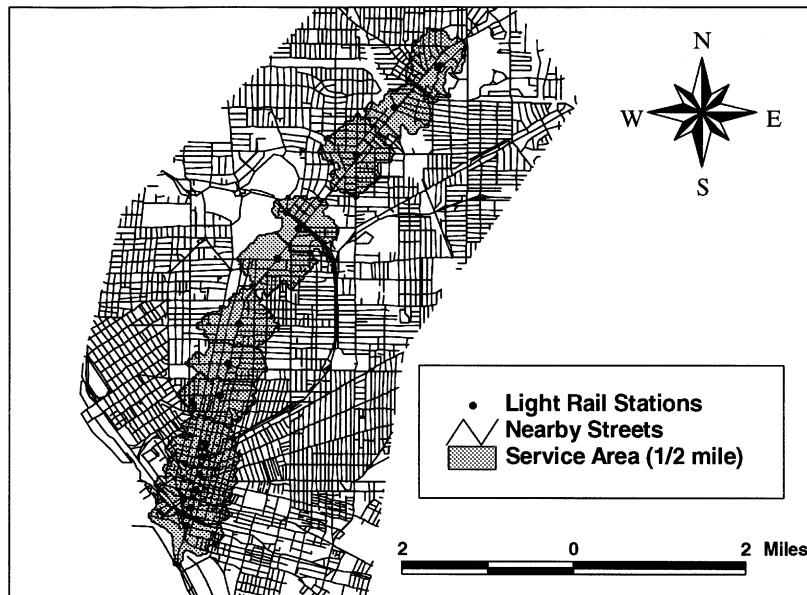 N
W E
S
Light Rail Stations
Nearby Streets
Service Area (1/2 mile)
2 0 2 Miles